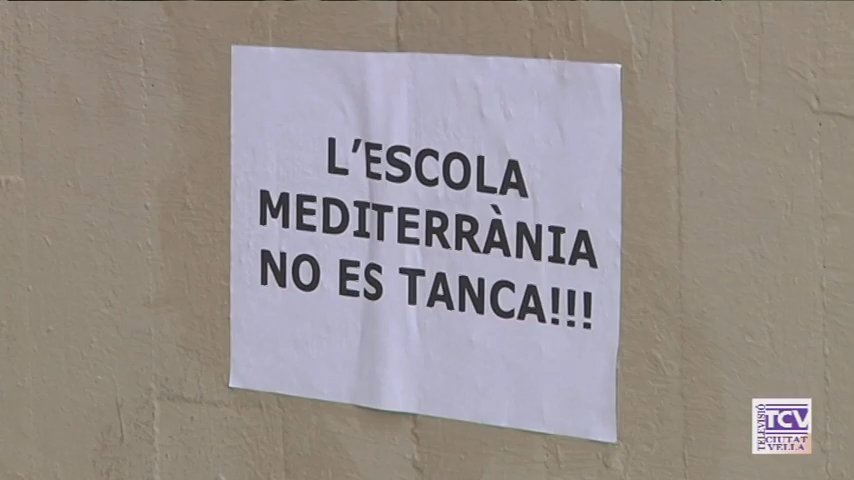 L'ESCOLA
MEDITERRÀNIA
NO ES TANCA!!!
TELEVISIÓ
TCV
CIUTAT
VELLA